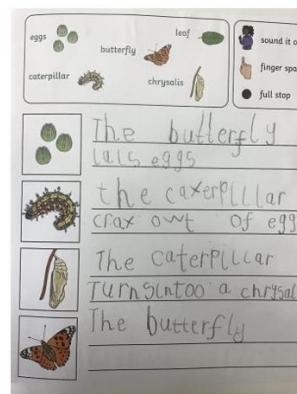 eggs
leaf
butterfly
caterpillar
chrysalis
sound it o
finger spa
full stop
The butterfly
lais eggs
the caxerpillar
crax owt of egg
The caterpillar
Turnsintoo a chrysal
The butterfly